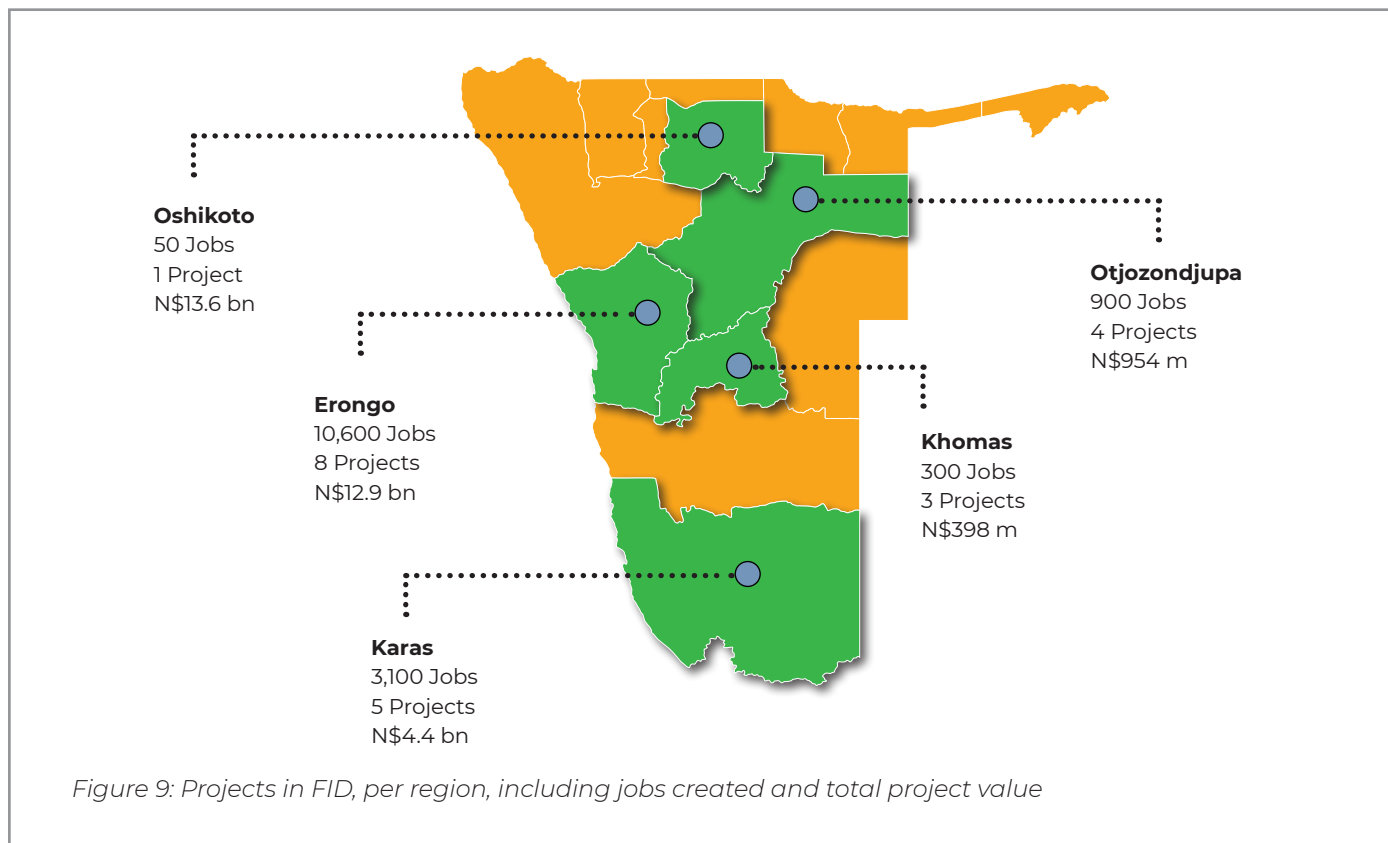 Oshikoto
50 Jobs
1 Project
N$13.6 bn
Otjozondjupa
900 Jobs
4 Projects
N$954 m
Erongo
10,600 Jobs
8 Projects
N$12.9 bn
Khomas
300 Jobs
3 Projects
N$398 m
Karas
3,100 Jobs
5 Projects
N$4.4 bn
Figure 9: Projects in FID, per region, including jobs created and total project value